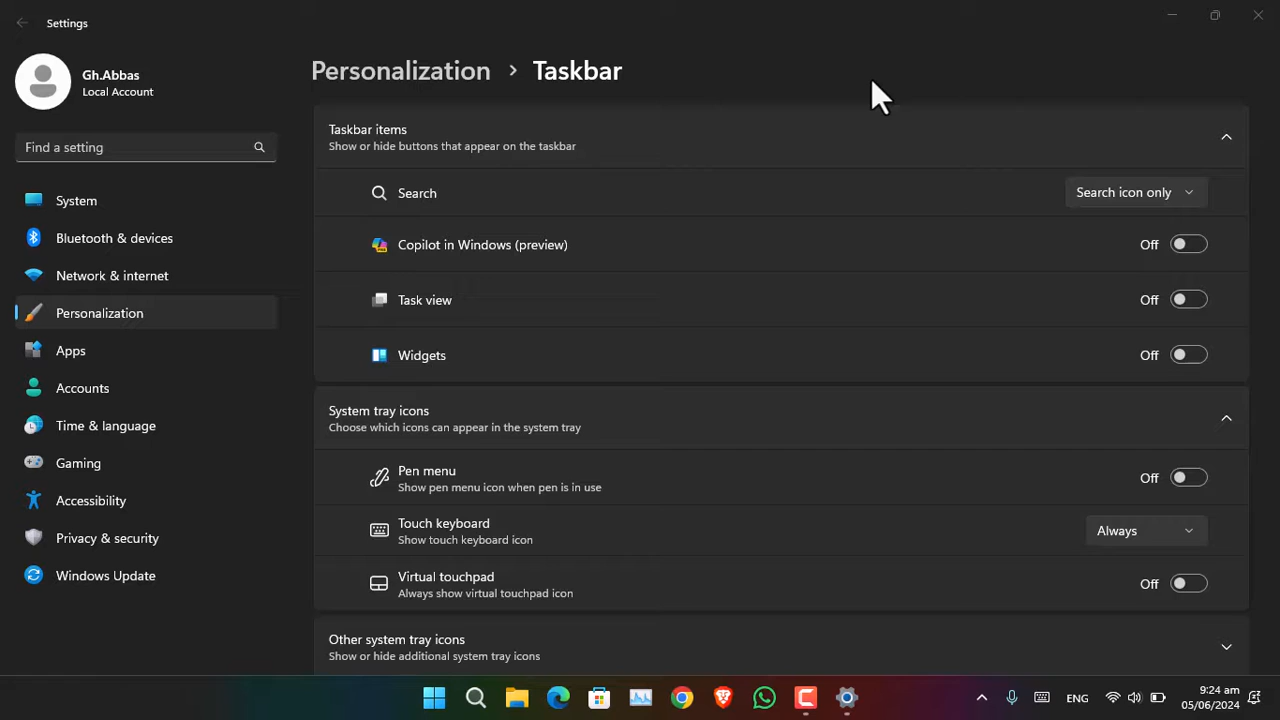 Settings
Gh.Abbas
Local Account
Find a setting
System
Bluetooth & devices
Network & internet
Personalization
Apps
Accounts
Time & language
Gaming
Accessibility
Privacy & security
Windows Update
Personalization > Taskbar
Taskbar items
Show or hide buttons that appear on the taskbar
Search
Search icon only
Copilot in Windows (preview)
Off
Task view
Off
Widgets
Off
System tray icons
Choose which icons can appear in the system tray
Pen menu
Show pen menu icon when pen is in use
Off
Touch keyboard
Show touch keyboard icon
Always
Virtual touchpad
Always show virtual touchpad icon
Off
Other system tray icons
Show or hide additional system tray icons
ENG
9:24 am
05/06/2024